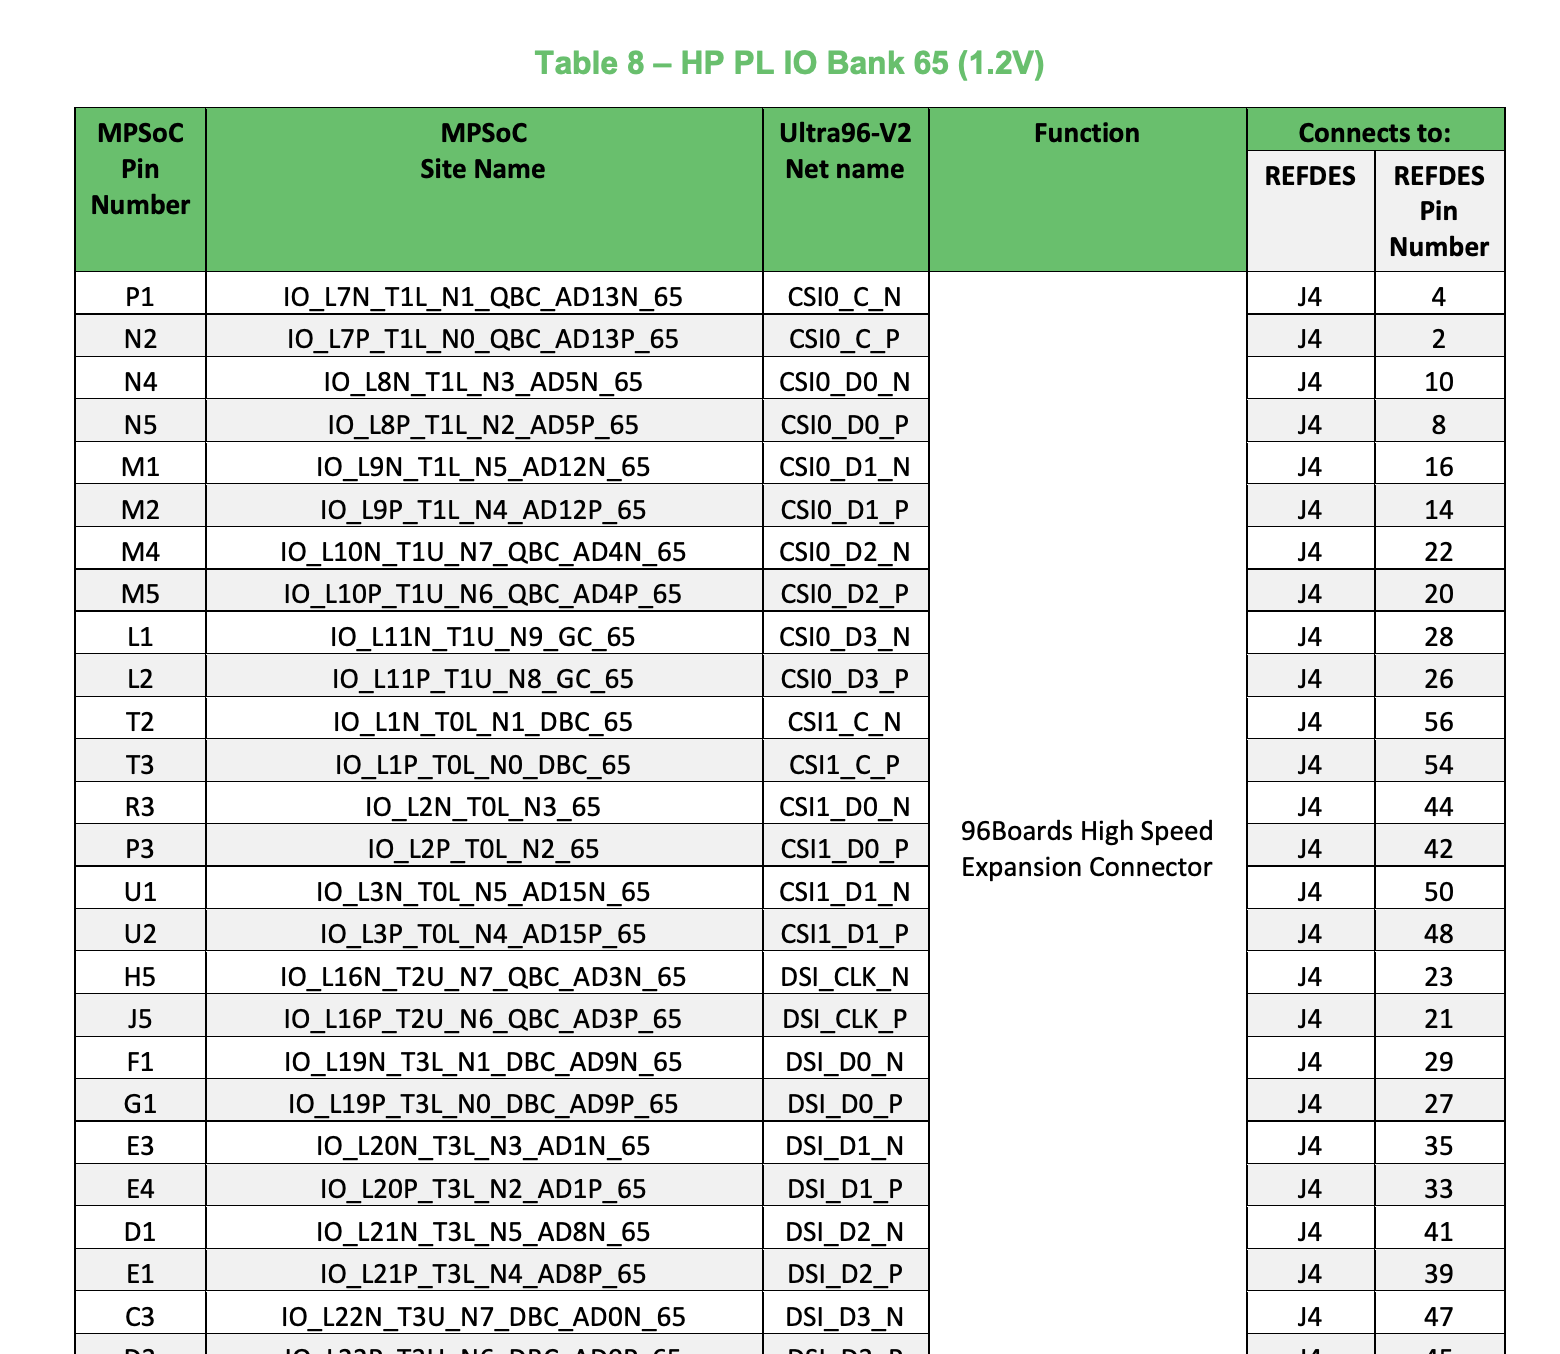 Table 8 – HP PL IO Bank 65 (1.2V)
MPSoC Pin Number MPSoC Site Name Ultra96-V2 Net name Function Connects to:
REFDES REFDES Pin Number
P1 IO_L7N_T1L_N1_QBC_AD13N_65 CSI0_C_N J4 4
N2 IO_L7P_T1L_N0_QBC_AD13P_65 CSI0_C_P J4 2
N4 IO_L8N_T1L_N3_AD5N_65 CSI0_D0_N J4 10
N5 IO_L8P_T1L_N2_AD5P_65 CSI0_D0_P J4 8
M1 IO_L9N_T1L_N5_AD12N_65 CSI0_D1_N J4 16
M2 IO_L9P_T1L_N4_AD12P_65 CSI0_D1_P J4 14
M4 IO_L10N_T1U_N7_QBC_AD4N_65 CSI0_D2_N J4 22
M5 IO_L10P_T1U_N6_QBC_AD4P_65 CSI0_D2_P J4 20
L1 IO_L11N_T1U_N9_GC_65 CSI0_D3_N J4 28
L2 IO_L11P_T1U_N8_GC_65 CSI0_D3_P J4 26
T2 IO_L1N_T0L_N1_DBC_65 CSI1_C_N J4 56
T3 IO_L1P_T0L_N0_DBC_65 CSI1_C_P J4 54
R3 IO_L2N_T0L_N3_65 CSI1_D0_N J4 44
96Boards High Speed
Expansion Connector
P3 IO_L2P_T0L_N2_65 CSI1_D0_P J4 42
U1 IO_L3N_T0L_N5_AD15N_65 CSI1_D1_N J4 50
U2 IO_L3P_T0L_N4_AD15P_65 CSI1_D1_P J4 48
H5 IO_L16N_T2U_N7_QBC_AD3N_65 DSI_CLK_N J4 23
J5 IO_L16P_T2U_N6_QBC_AD3P_65 DSI_CLK_P J4 21
F1 IO_L19N_T3L_N1_DBC_AD9N_65 DSI_D0_N J4 29
G1 IO_L19P_T3L_N0_DBC_AD9P_65 DSI_D0_P J4 27
E3 IO_L20N_T3L_N3_AD1N_65 DSI_D1_N J4 35
E4 IO_L20P_T3L_N2_AD1P_65 DSI_D1_P J4 33
D1 IO_L21N_T3L_N5_AD8N_65 DSI_D2_N J4 41
E1 IO_L21P_T3L_N4_AD8P_65 DSI_D2_P J4 39
C3 IO_L22N_T3U_N7_DBC_AD0N_65 DSI_D3_N J4 47